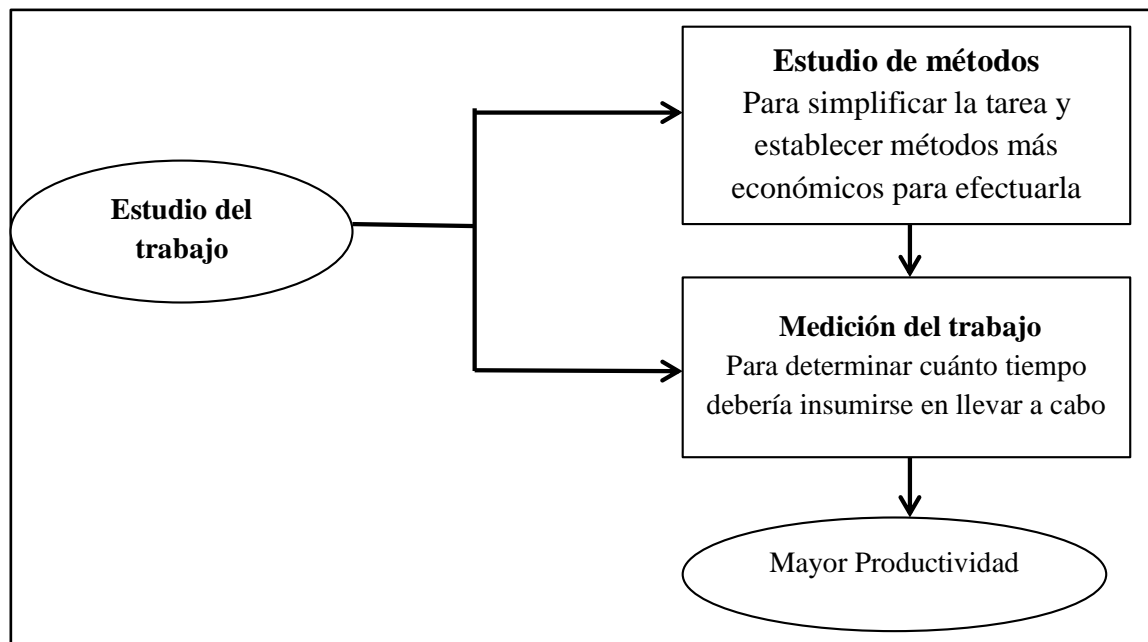 Estudio de métodos
Para simplificar la tarea y
establecer métodos más
económicos para efectuarla
Estudio del
trabajo
Medición del trabajo
Para determinar cuánto tiempo
debería insumirse en llevar a cabo
Mayor Productividad